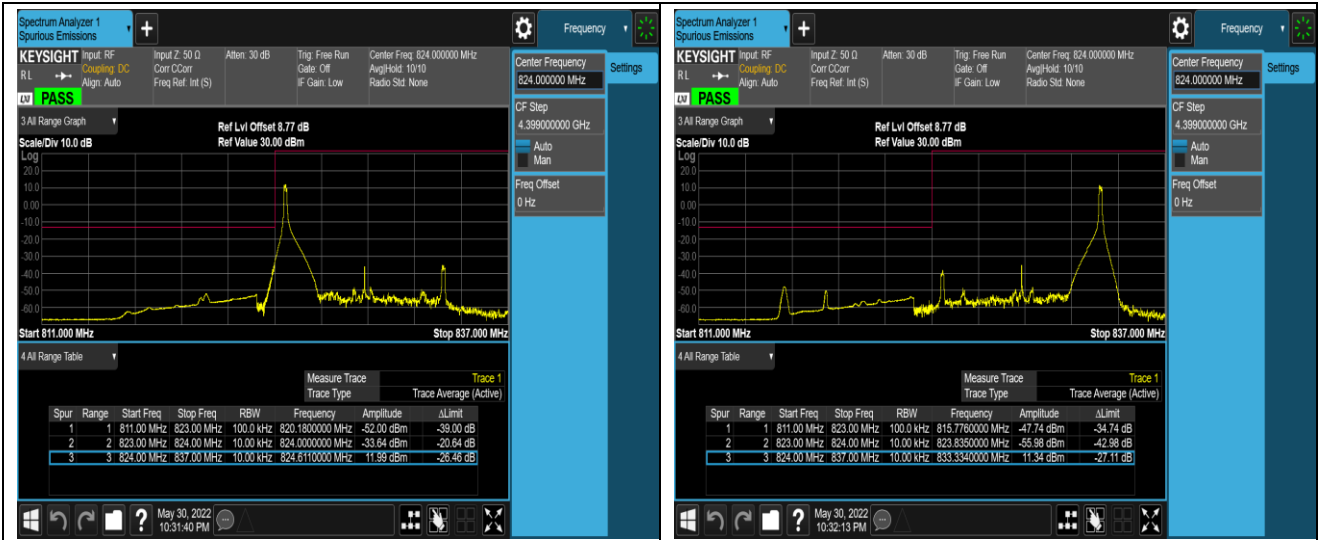 Spectrum Analyzer 1
Spurious Emissions
+
Frequency
KEYSIGHT Input: RF Input Z: 50 Ω Atten: 30 dB Trig: Free Run Center Freq: 824.000000 MHz
Coupling: DC Corr CCorr Gate: Off Avg|Hold: 10/10
RL Align: Auto Freq Ref: Int (S) IF Gain: Low Radio Std: None
LXI PASS
Center Frequency
824.000000 MHz
Settings
CF Step
4.399000000 GHz
Auto
Man
Freq Offset
0 Hz
3 All Range Graph
Ref Lvl Offset 8.77 dB
Scale/Div 10.0 dB Ref Value 30.00 dBm
Log
20.0
10.0
0.00
-10.0
-20.0
-30.0
-40.0
-50.0
-60.0
Start 811.000 MHz Stop 837.000 MHz
4 All Range Table
Measure Trace Trace 1
Trace Type Trace Average (Active)
Spur Range Start Freq Stop Freq RBW Frequency Amplitude ΔLimit
1 1 811.00 MHz 823.00 MHz 100.0 kHz 820.1800000 MHz -52.00 dBm -39.00 dB
2 2 823.00 MHz 824.00 MHz 10.00 kHz 824.0000000 MHz -33.64 dBm -20.64 dB
3 3 824.00 MHz 837.00 MHz 10.00 kHz 824.6110000 MHz 11.99 dBm -26.46 dB
? May 30, 2022
10:31:40 PM
Spectrum Analyzer 1
Spurious Emissions
+
Frequency
KEYSIGHT Input: RF Input Z: 50 Ω Atten: 30 dB Trig: Free Run Center Freq: 824.000000 MHz
Coupling: DC Corr CCorr Gate: Off Avg|Hold: 10/10
RL Align: Auto Freq Ref: Int (S) IF Gain: Low Radio Std: None
LXI PASS
Center Frequency
824.000000 MHz
Settings
CF Step
4.399000000 GHz
Auto
Man
Freq Offset
0 Hz
3 All Range Graph
Ref Lvl Offset 8.77 dB
Scale/Div 10.0 dB Ref Value 30.00 dBm
Log
20.0
10.0
0.00
-10.0
-20.0
-30.0
-40.0
-50.0
-60.0
Start 811.000 MHz Stop 837.000 MHz
4 All Range Table
Measure Trace Trace 1
Trace Type Trace Average (Active)
Spur Range Start Freq Stop Freq RBW Frequency Amplitude ΔLimit
1 1 811.00 MHz 823.00 MHz 100.0 kHz 815.7760000 MHz -47.74 dBm -34.74 dB
2 2 823.00 MHz 824.00 MHz 10.00 kHz 823.8350000 MHz -55.98 dBm -42.98 dB
3 3 824.00 MHz 837.00 MHz 10.00 kHz 833.3340000 MHz 11.34 dBm -27.11 dB
? May 30, 2022
10:32:13 PM